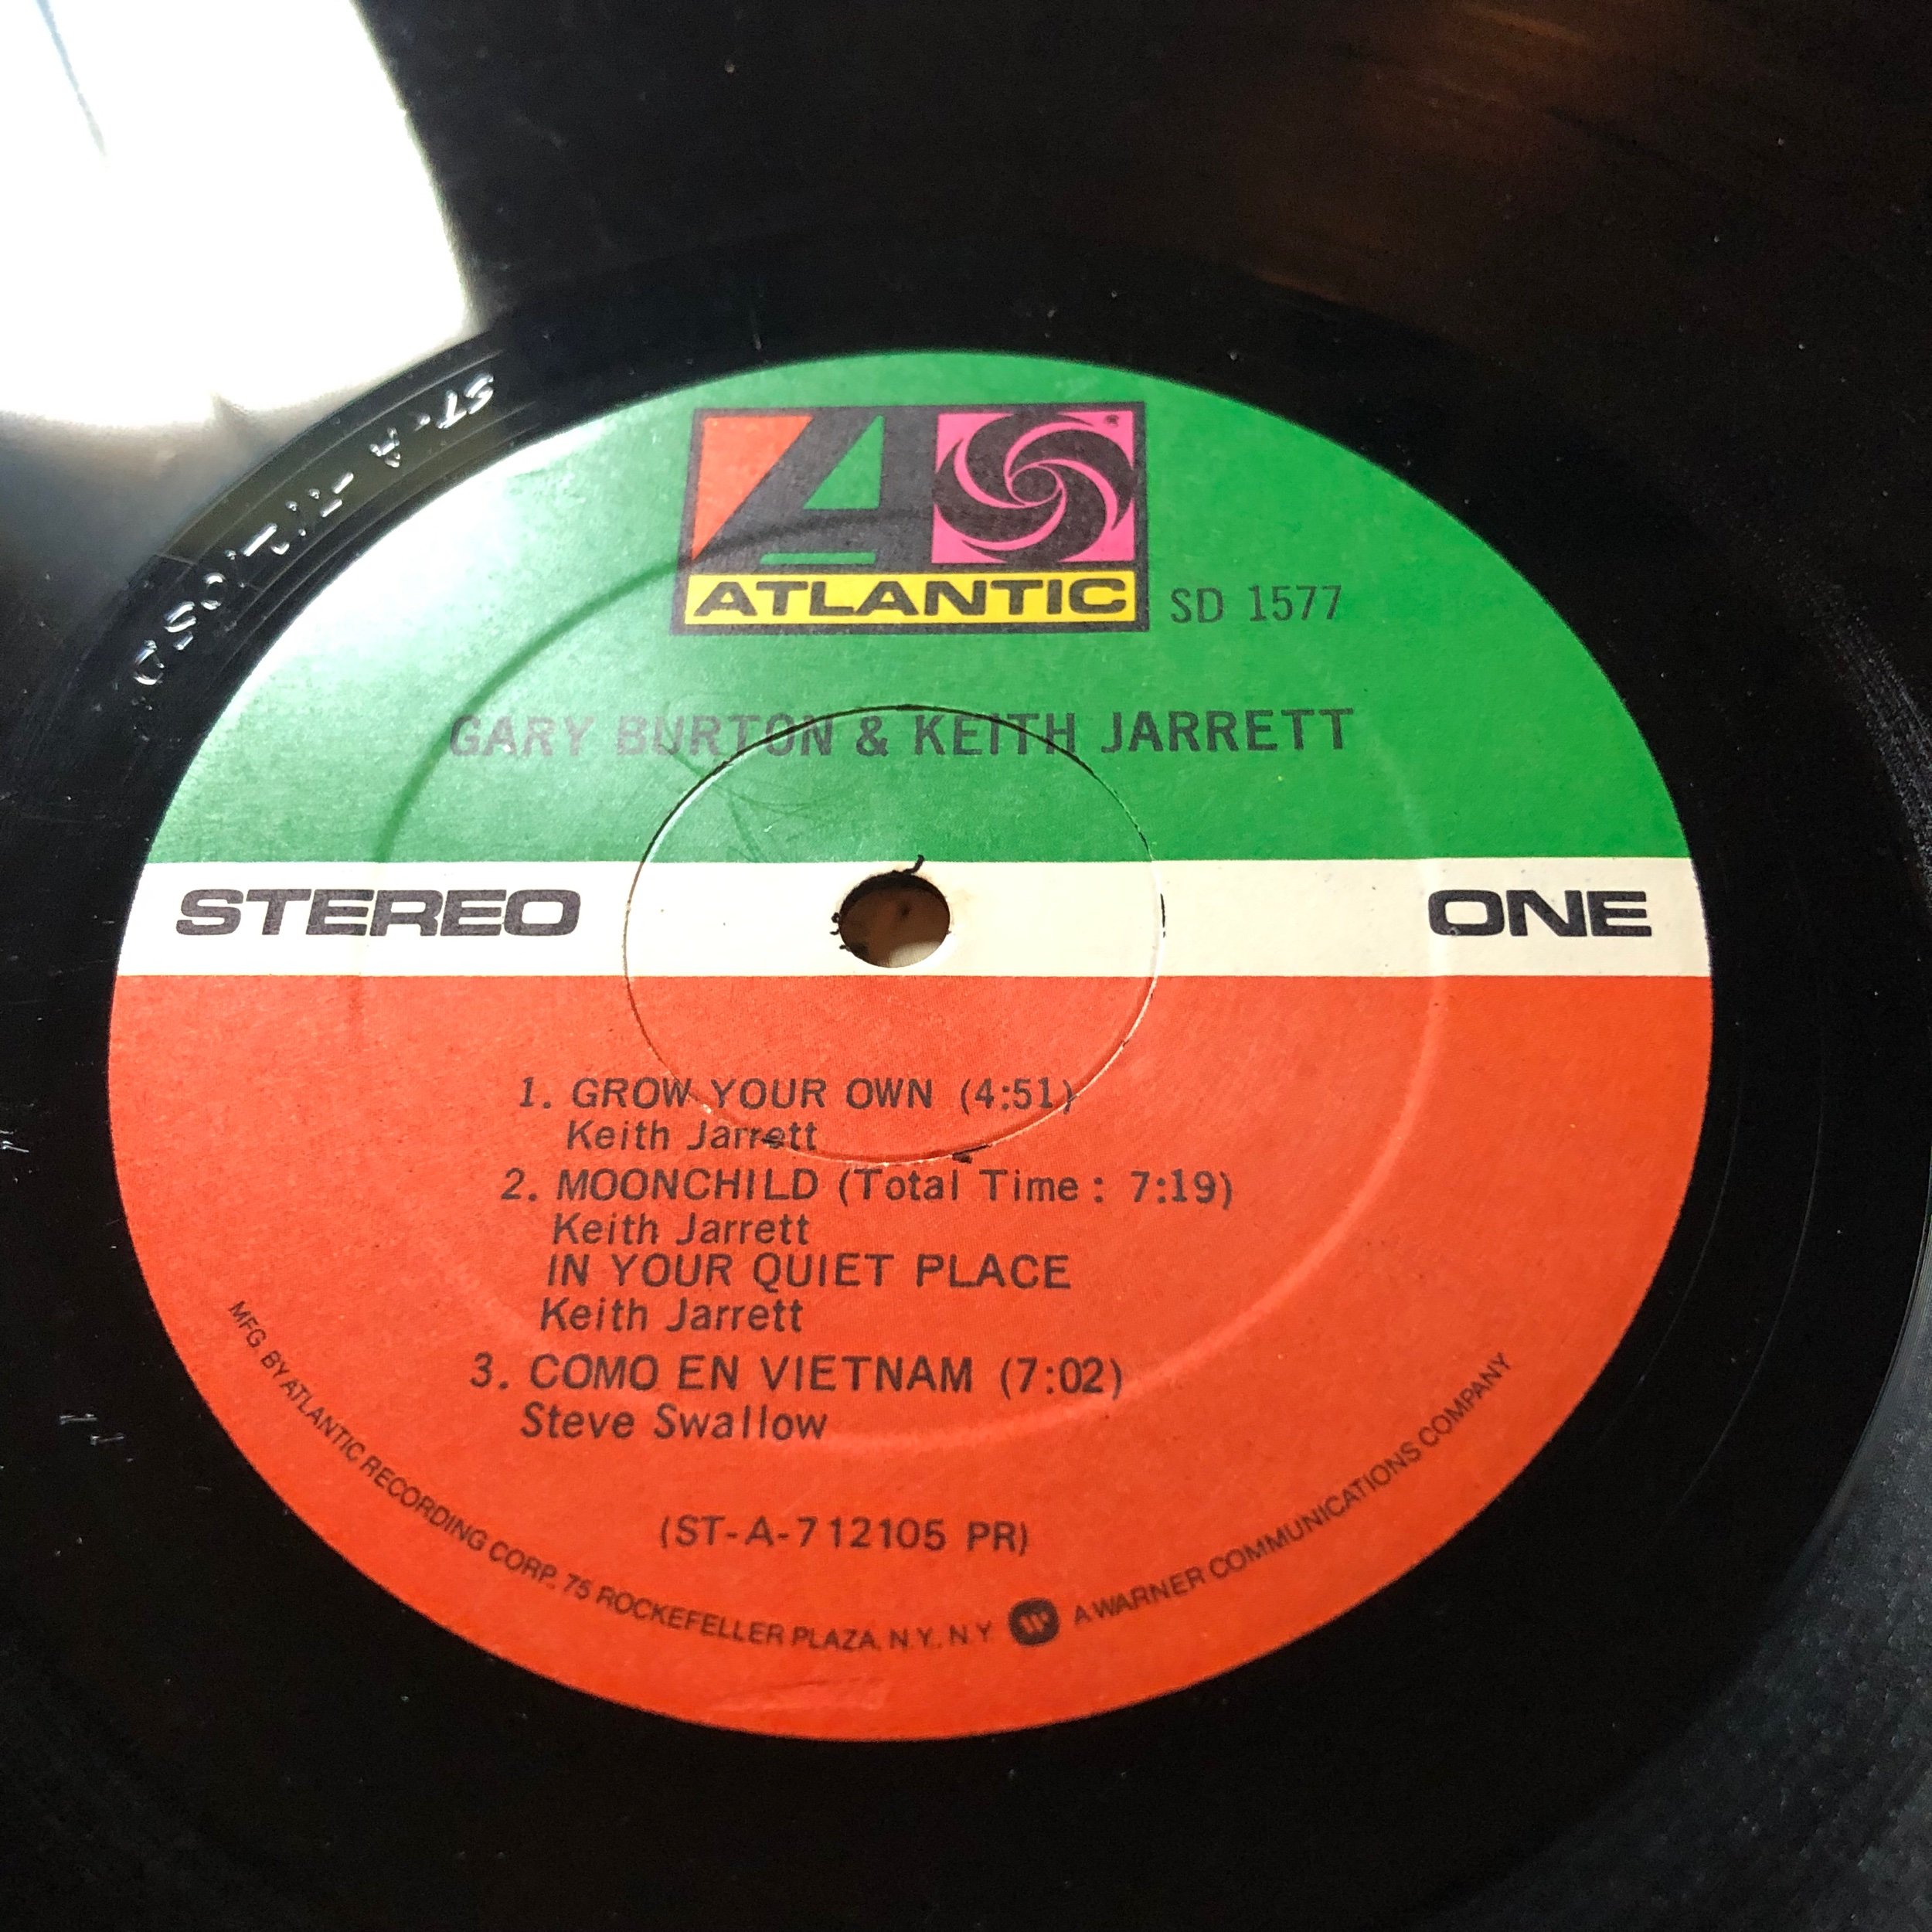 ATLANTIC
SD 1577
GARY BURTON & KEITH JARRETT
STEREO
ONE
1. GROW YOUR OWN (4:51)
Keith Jarrett
2. MOONCHILD (Total Time: 7:19)
Keith Jarrett
IN YOUR QUIET PLACE
Keith Jarrett
3. COMO EN VIETNAM (7:02)
Steve Swallow
(ST-A-712105 PR)
MFG BY ATLANTIC RECORDING CORP. 75 ROCKEFELLER PLAZA, N.Y., N.Y. A WARNER COMMUNICATIONS COMPANY